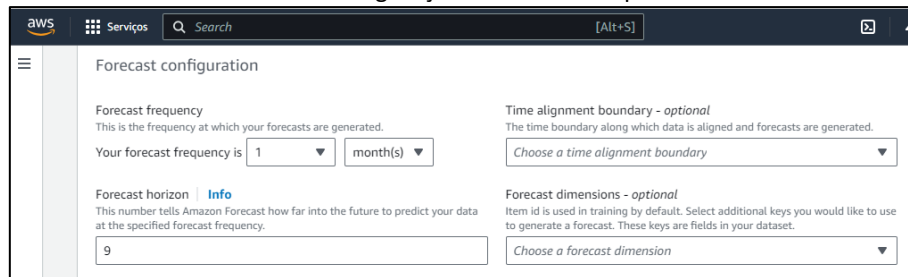 aws Serviços Search [Alt+S]
Forecast configuration
Forecast frequency
This is the frequency at which your forecasts are generated.
Your forecast frequency is 1 month(s)
Time alignment boundary - optional
The time boundary along which data is aligned and forecasts are generated.
Choose a time alignment boundary
Forecast horizon Info
This number tells Amazon Forecast how far into the future to predict your data
at the specified forecast frequency.
9
Forecast dimensions - optional
Item id is used in training by default. Select additional keys you would like to use
to generate a forecast. These keys are fields in your dataset.
Choose a forecast dimension